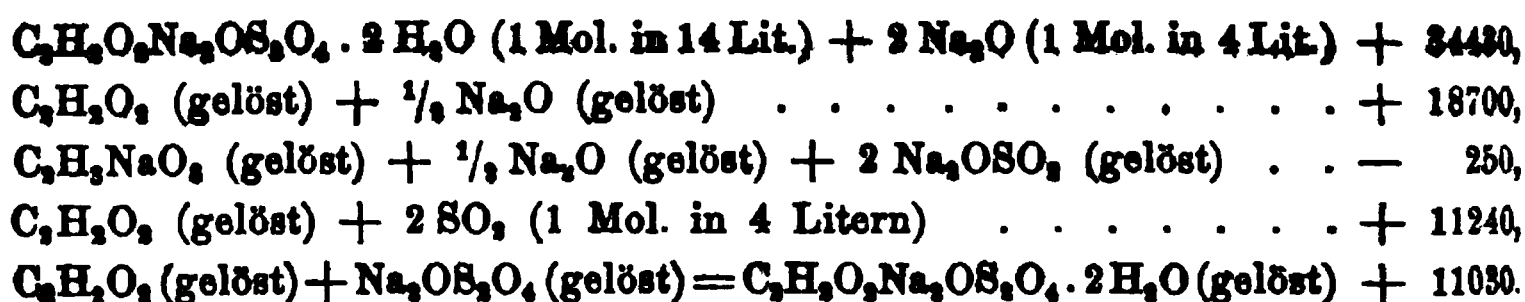 C₂H₂O₂Na₂OS₂O₄ . 2 H₂O (1 Mol. in 14 Lit.) + 2 Na₂O (1 Mol. in 4 Lit.) + 34430,
C₂H₂O₂ (gelöst) + ¹/₂ Na₂O (gelöst) . . . . . . . . . . . + 18700,
C₂H₃NaO₃ (gelöst) + ¹/₂ Na₂O (gelöst) + 2 Na₂OSO₂ (gelöst) . . — 250,
C₂H₂O₂ (gelöst) + 2 SO₂ (1 Mol. in 4 Litern) . . . . . . . + 11240,
C₂H₂O₂ (gelöst) + Na₂OS₂O₄ (gelöst) = C₂H₂O₂Na₂OS₂O₄ . 2 H₂O (gelöst) + 11030.